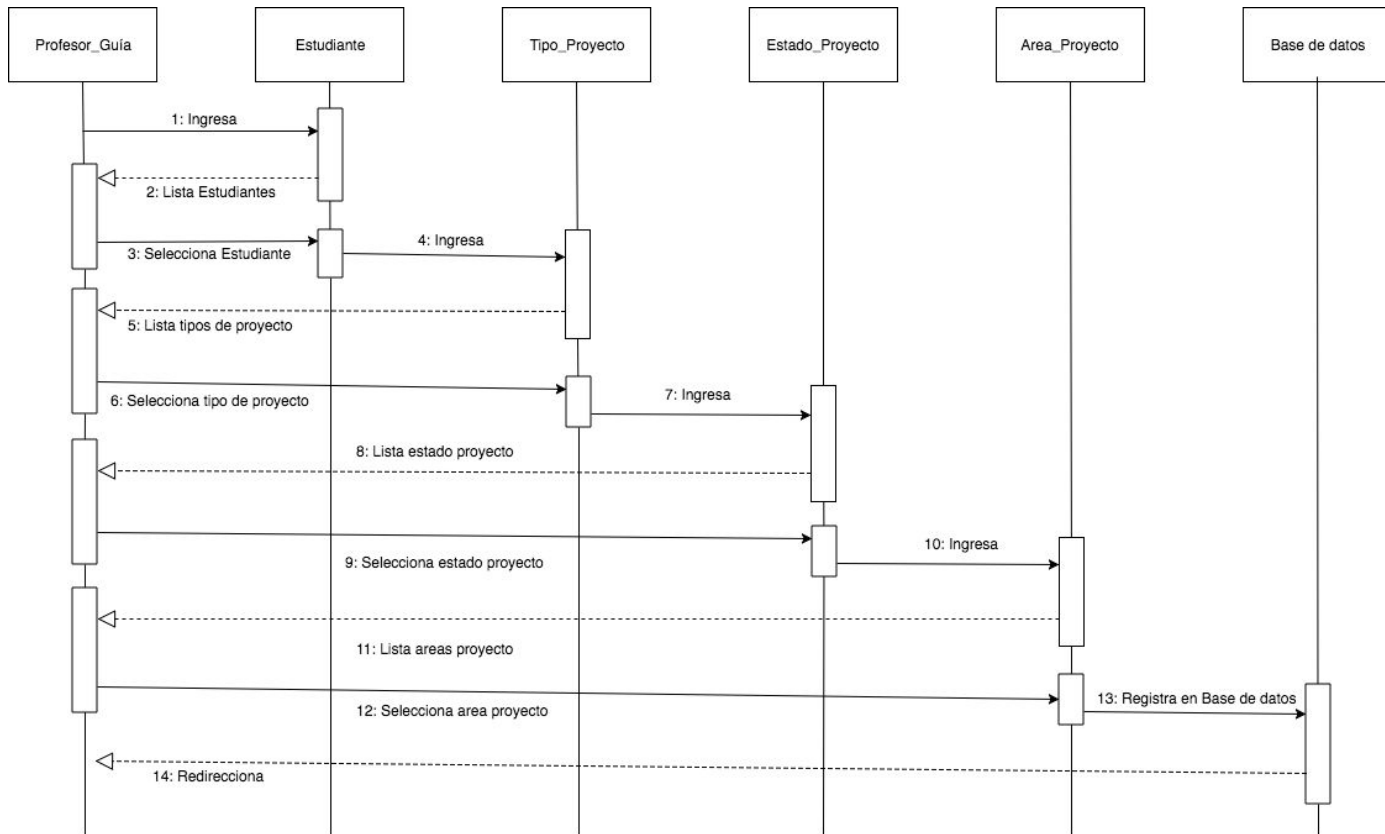 Profesor_Guía
Estudiante
Tipo_Proyecto
Estado_Proyecto
Area_Proyecto
Base de datos
1: Ingresa
2: Lista Estudiantes
3: Selecciona Estudiante
4: Ingresa
5: Lista tipos de proyecto
6: Selecciona tipo de proyecto
7: Ingresa
8: Lista estado proyecto
9: Selecciona estado proyecto
10: Ingresa
11: Lista areas proyecto
12: Selecciona area proyecto
13: Registra en Base de datos
14: Redirecciona